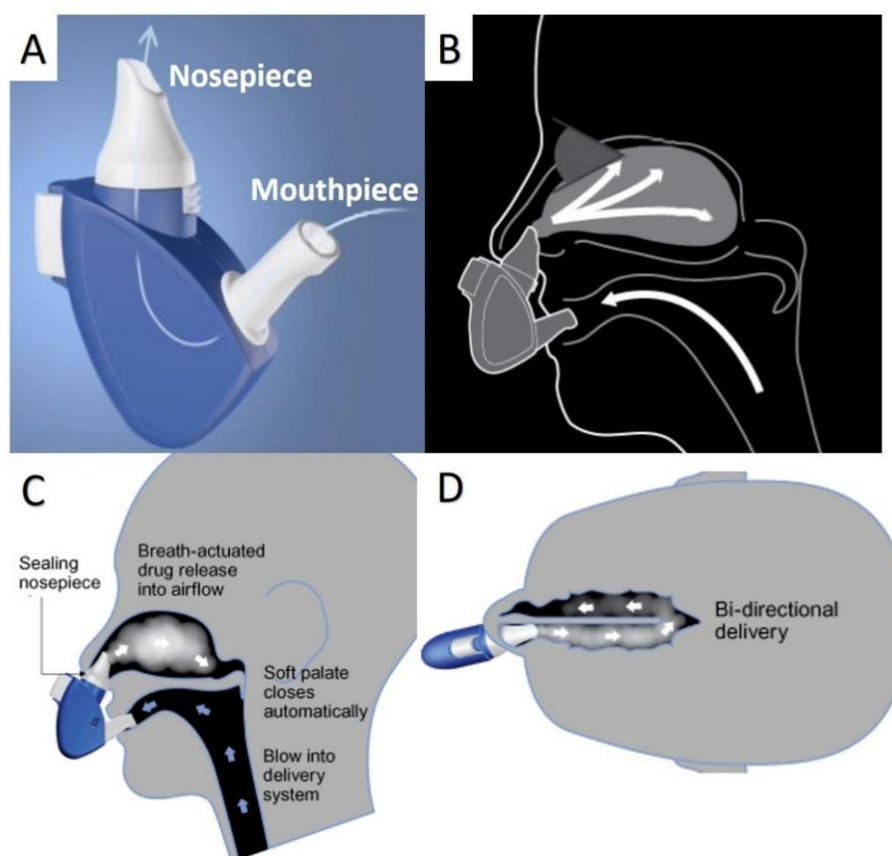 A
Nosepiece
Mouthpiece
B
C
Sealing
nosepiece
Breath-actuated
drug release
into airflow
Soft palate
closes
automatically
Blow into
delivery
system
D
Bi-directional
delivery